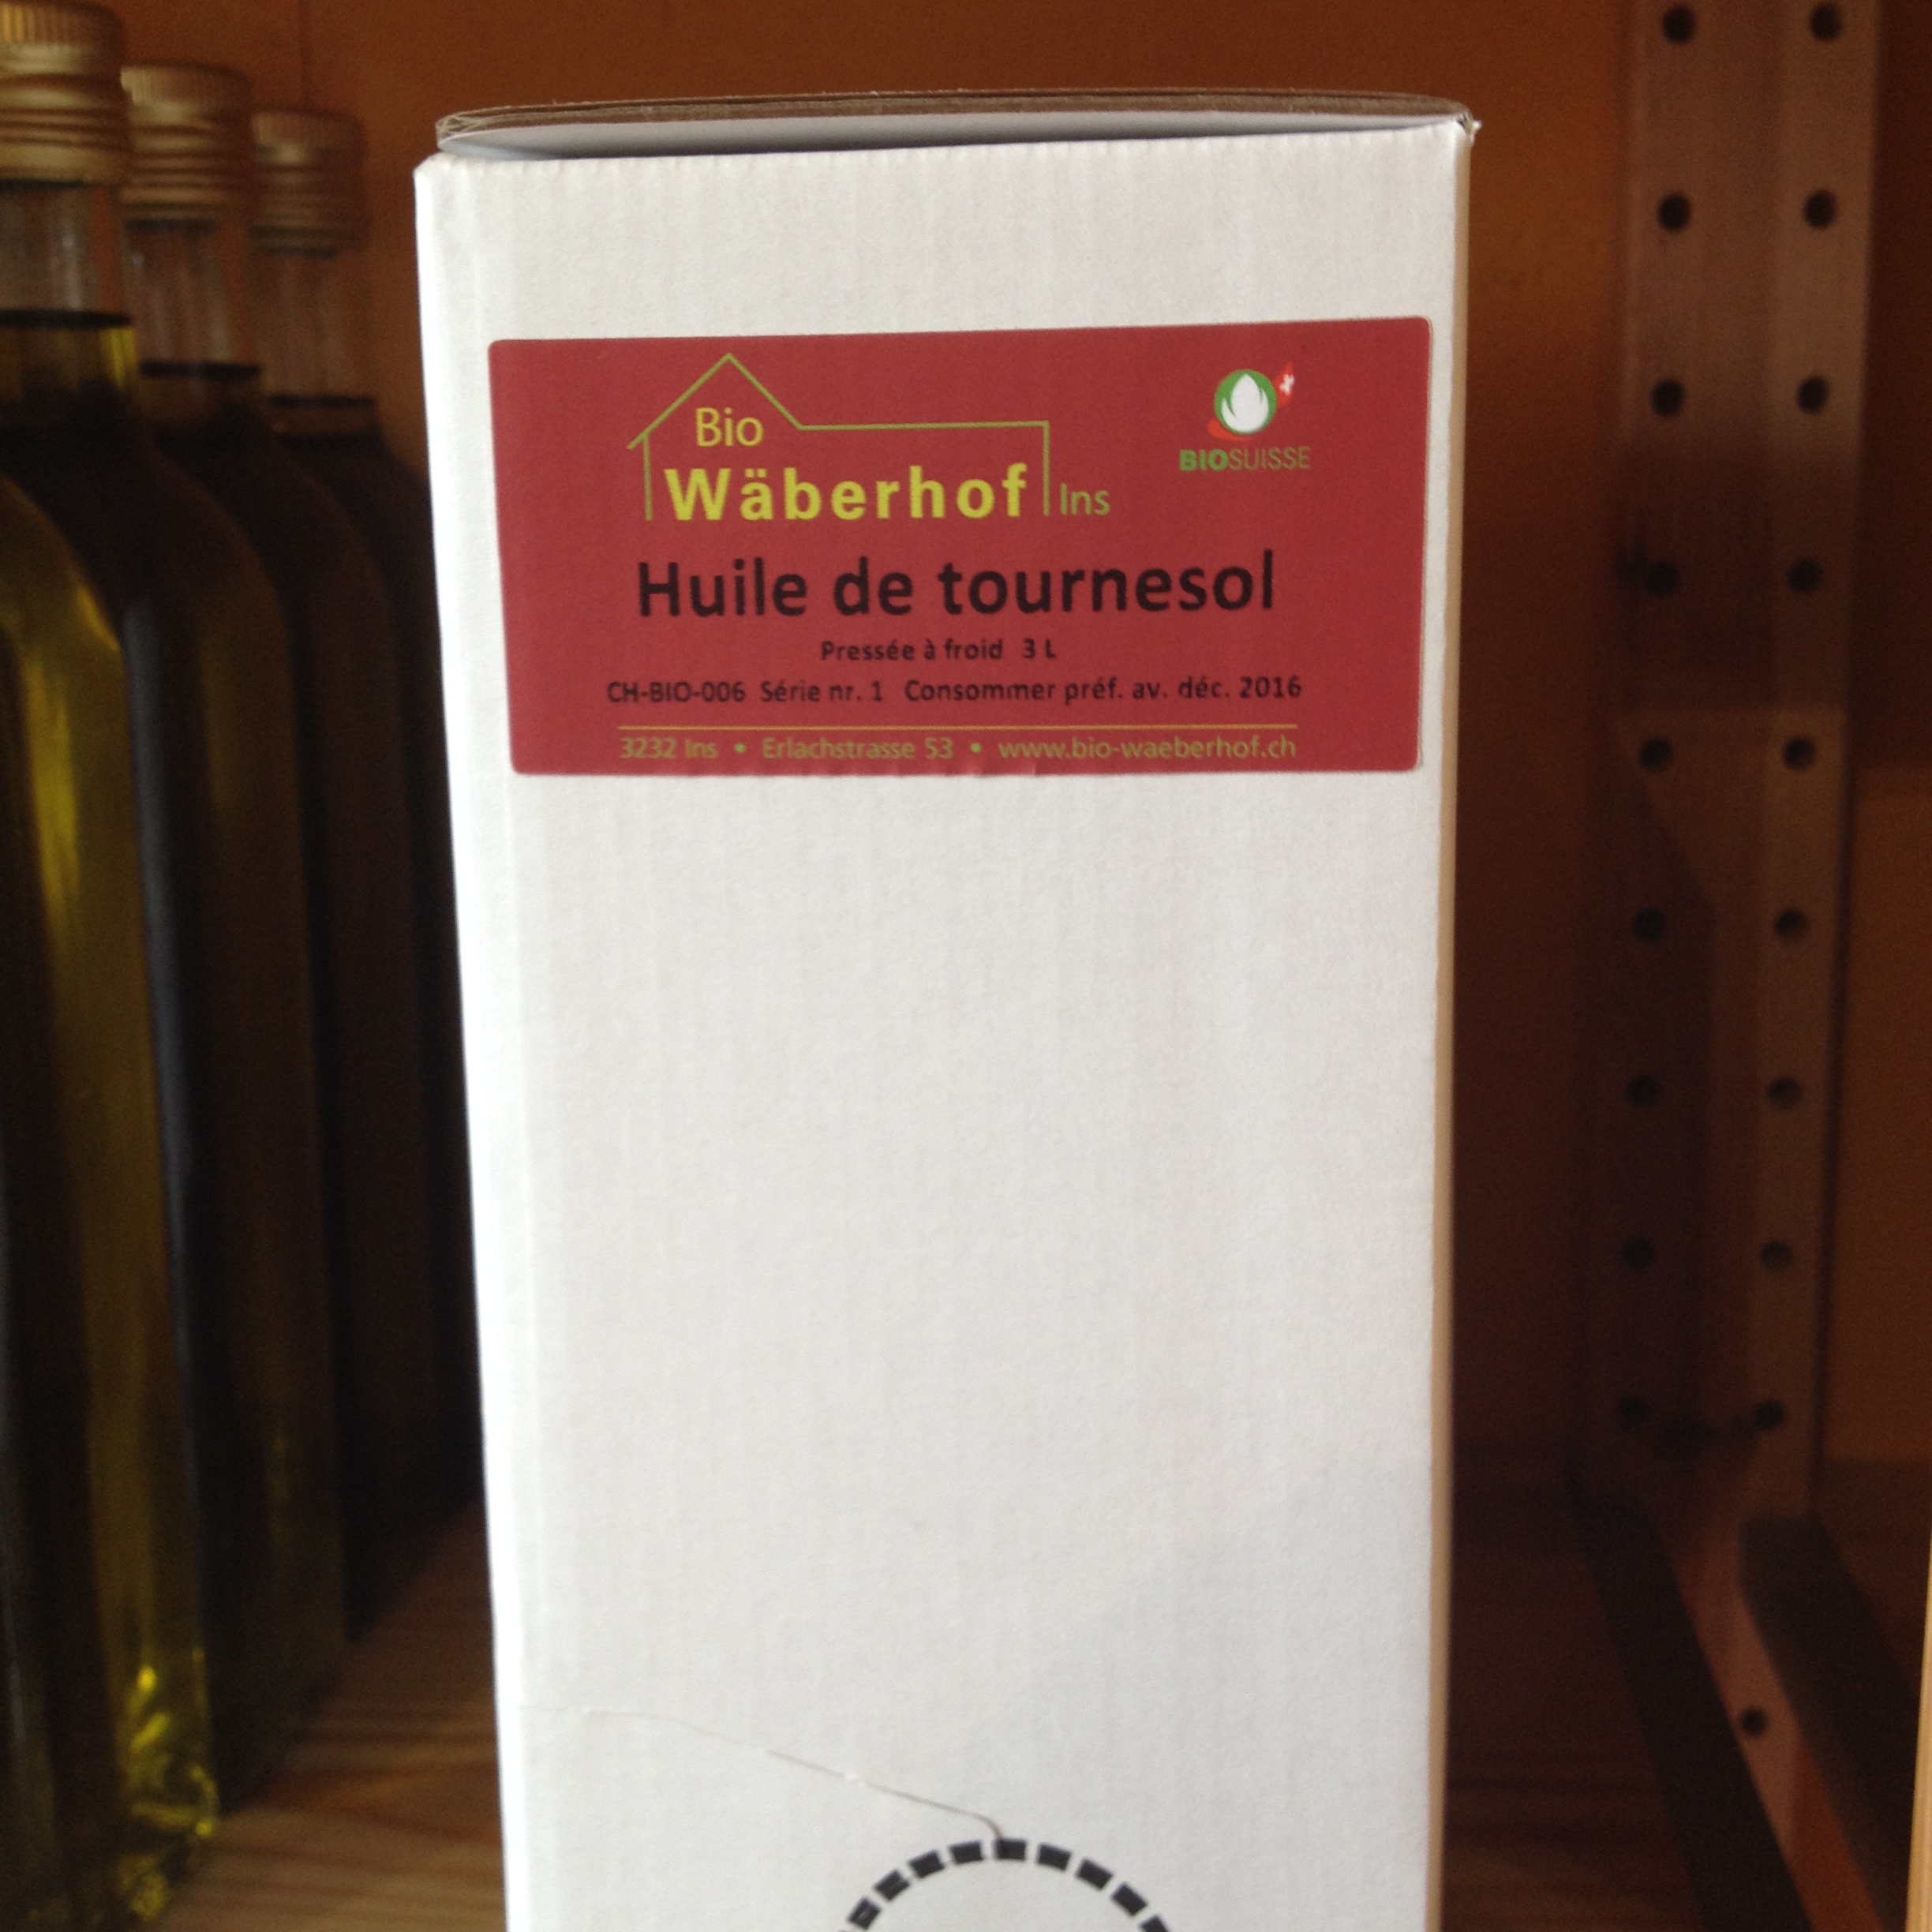 Bio
Wäberhof Ins
BIOSUISSE
Huile de tournesol
Pressée à froid 3 L
CH-BIO-006 Série nr. 1 Consommer préf. av. déc. 2016
3232 Ins • Erlachstrasse 53 • www.bio-waeberhof.ch